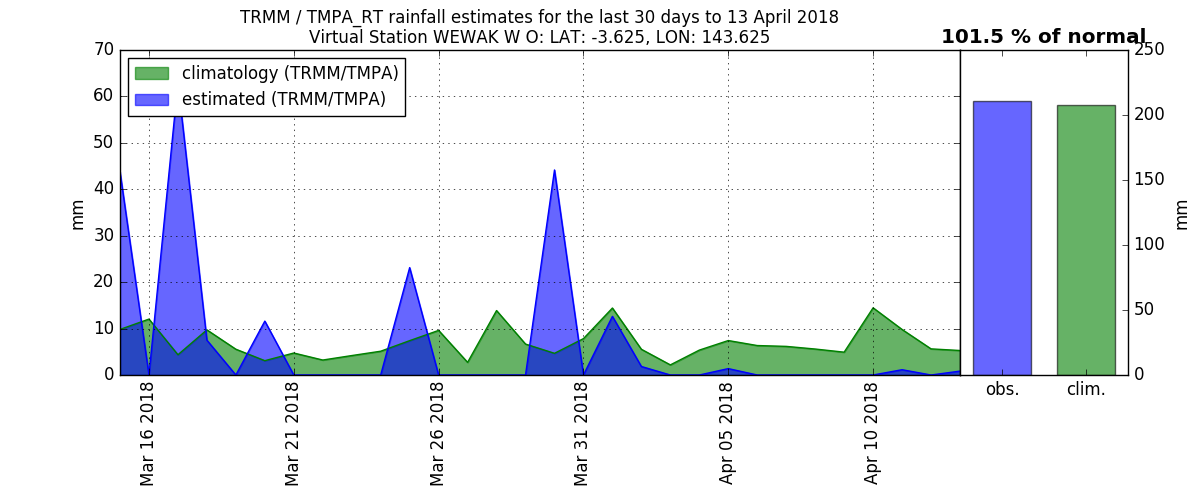 TRMM / TMPA_RT rainfall estimates for the last 30 days to 13 April 2018
Virtual Station WEWAK W O: LAT: -3.625, LON: 143.625
101.5 % of normal
climatology (TRMM/TMPA)
estimated (TRMM/TMPA)
mm
70
60
50
40
30
20
10
0
Mar 16 2018
Mar 21 2018
Mar 26 2018
Mar 31 2018
Apr 05 2018
Apr 10 2018
obs.
clim.
250
200
150
100
50
0
mm